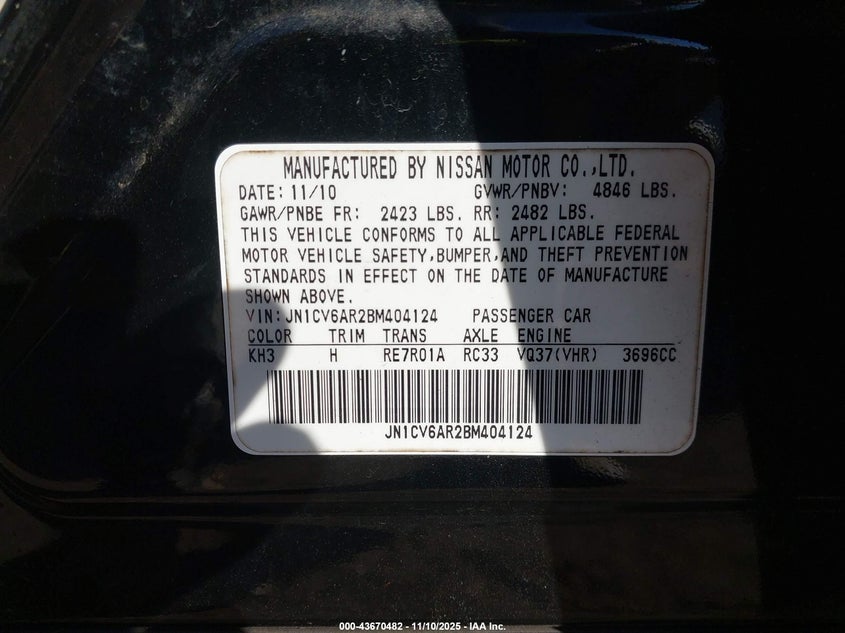 MANUFACTURED BY NISSAN MOTOR CO.,LTD.
DATE: 11/10 GVWR/PNBV: 4846 LBS.
GAWR/PNBE FR: 2423 LBS. RR: 2482 LBS.
THIS VEHICLE CONFORMS TO ALL APPLICABLE FEDERAL
MOTOR VEHICLE SAFETY,BUMPER,AND THEFT PREVENTION
STANDARDS IN EFFECT ON THE DATE OF MANUFACTURE
SHOWN ABOVE.
VIN:JN1CV6AR2BM404124 PASSENGER CAR
COLOR TRIM TRANS AXLE ENGINE
KH3 H RE7R01A RC33 VQ37(VHR) 3696CC
JN1CV6AR2BM404124
000-43670482 - 11/10/2025 - IAA Inc.